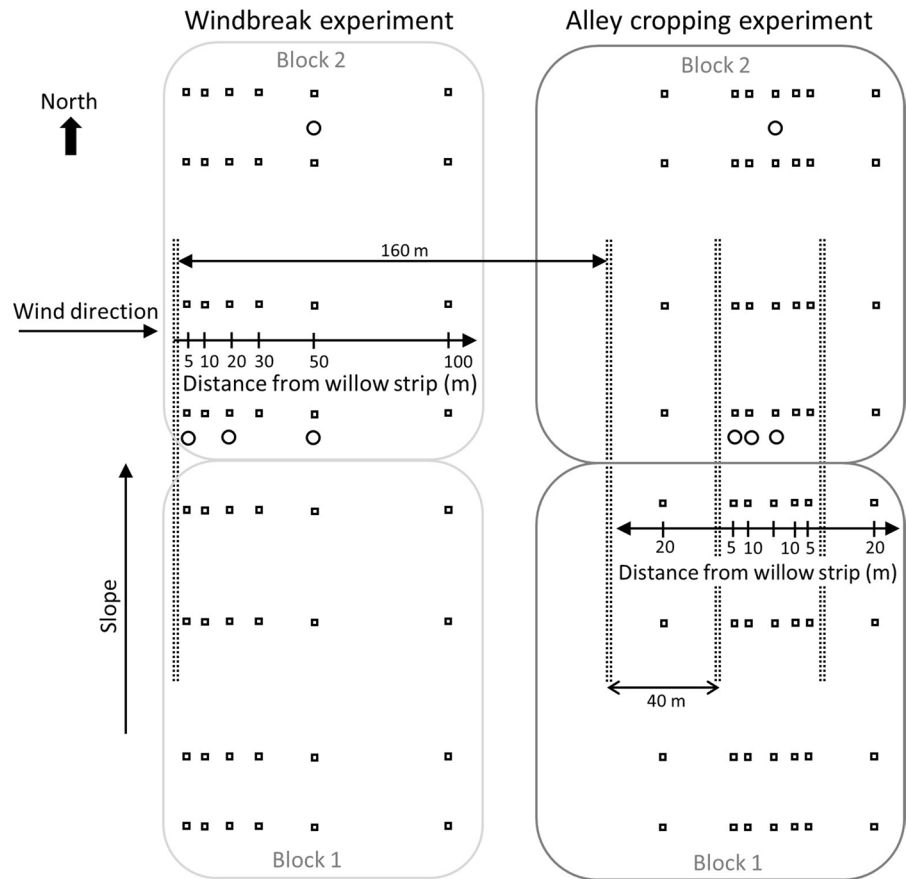 Windbreak experiment
Alley cropping experiment
Block 2
Block 2
North
160 m
Wind direction
5 10 20 30 50 100
Distance from willow strip (m)
20 5 10 10 5 20
Distance from willow strip (m)
Slope
40 m
Block 1
Block 1